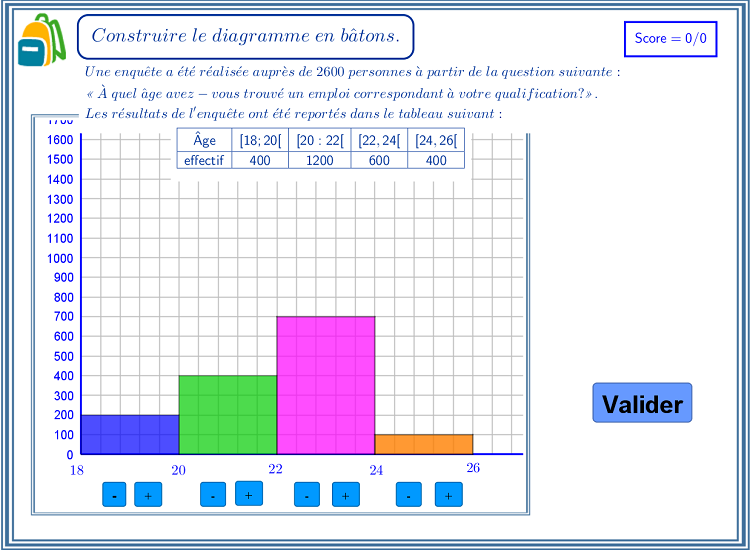 Construire le diagramme en bâtons.
Score = 0/0
Une enquête a été réalisée auprès de 2600 personnes à partir de la question suivante :
« À quel âge avez – vous trouvé un emploi correspondant à votre qualification?».
Les résultats de l'enquête ont été reportés dans le tableau suivant :
Âge [18; 20[ [20 : 22[ [22, 24[ [24, 26[
effectif 400 1200 600 400
1700
1600
1500
1400
1300
1200
1100
1000
900
800
700
600
500
400
300
200
100
0
18 20 22 24 26
- + - + - + - +
Valider